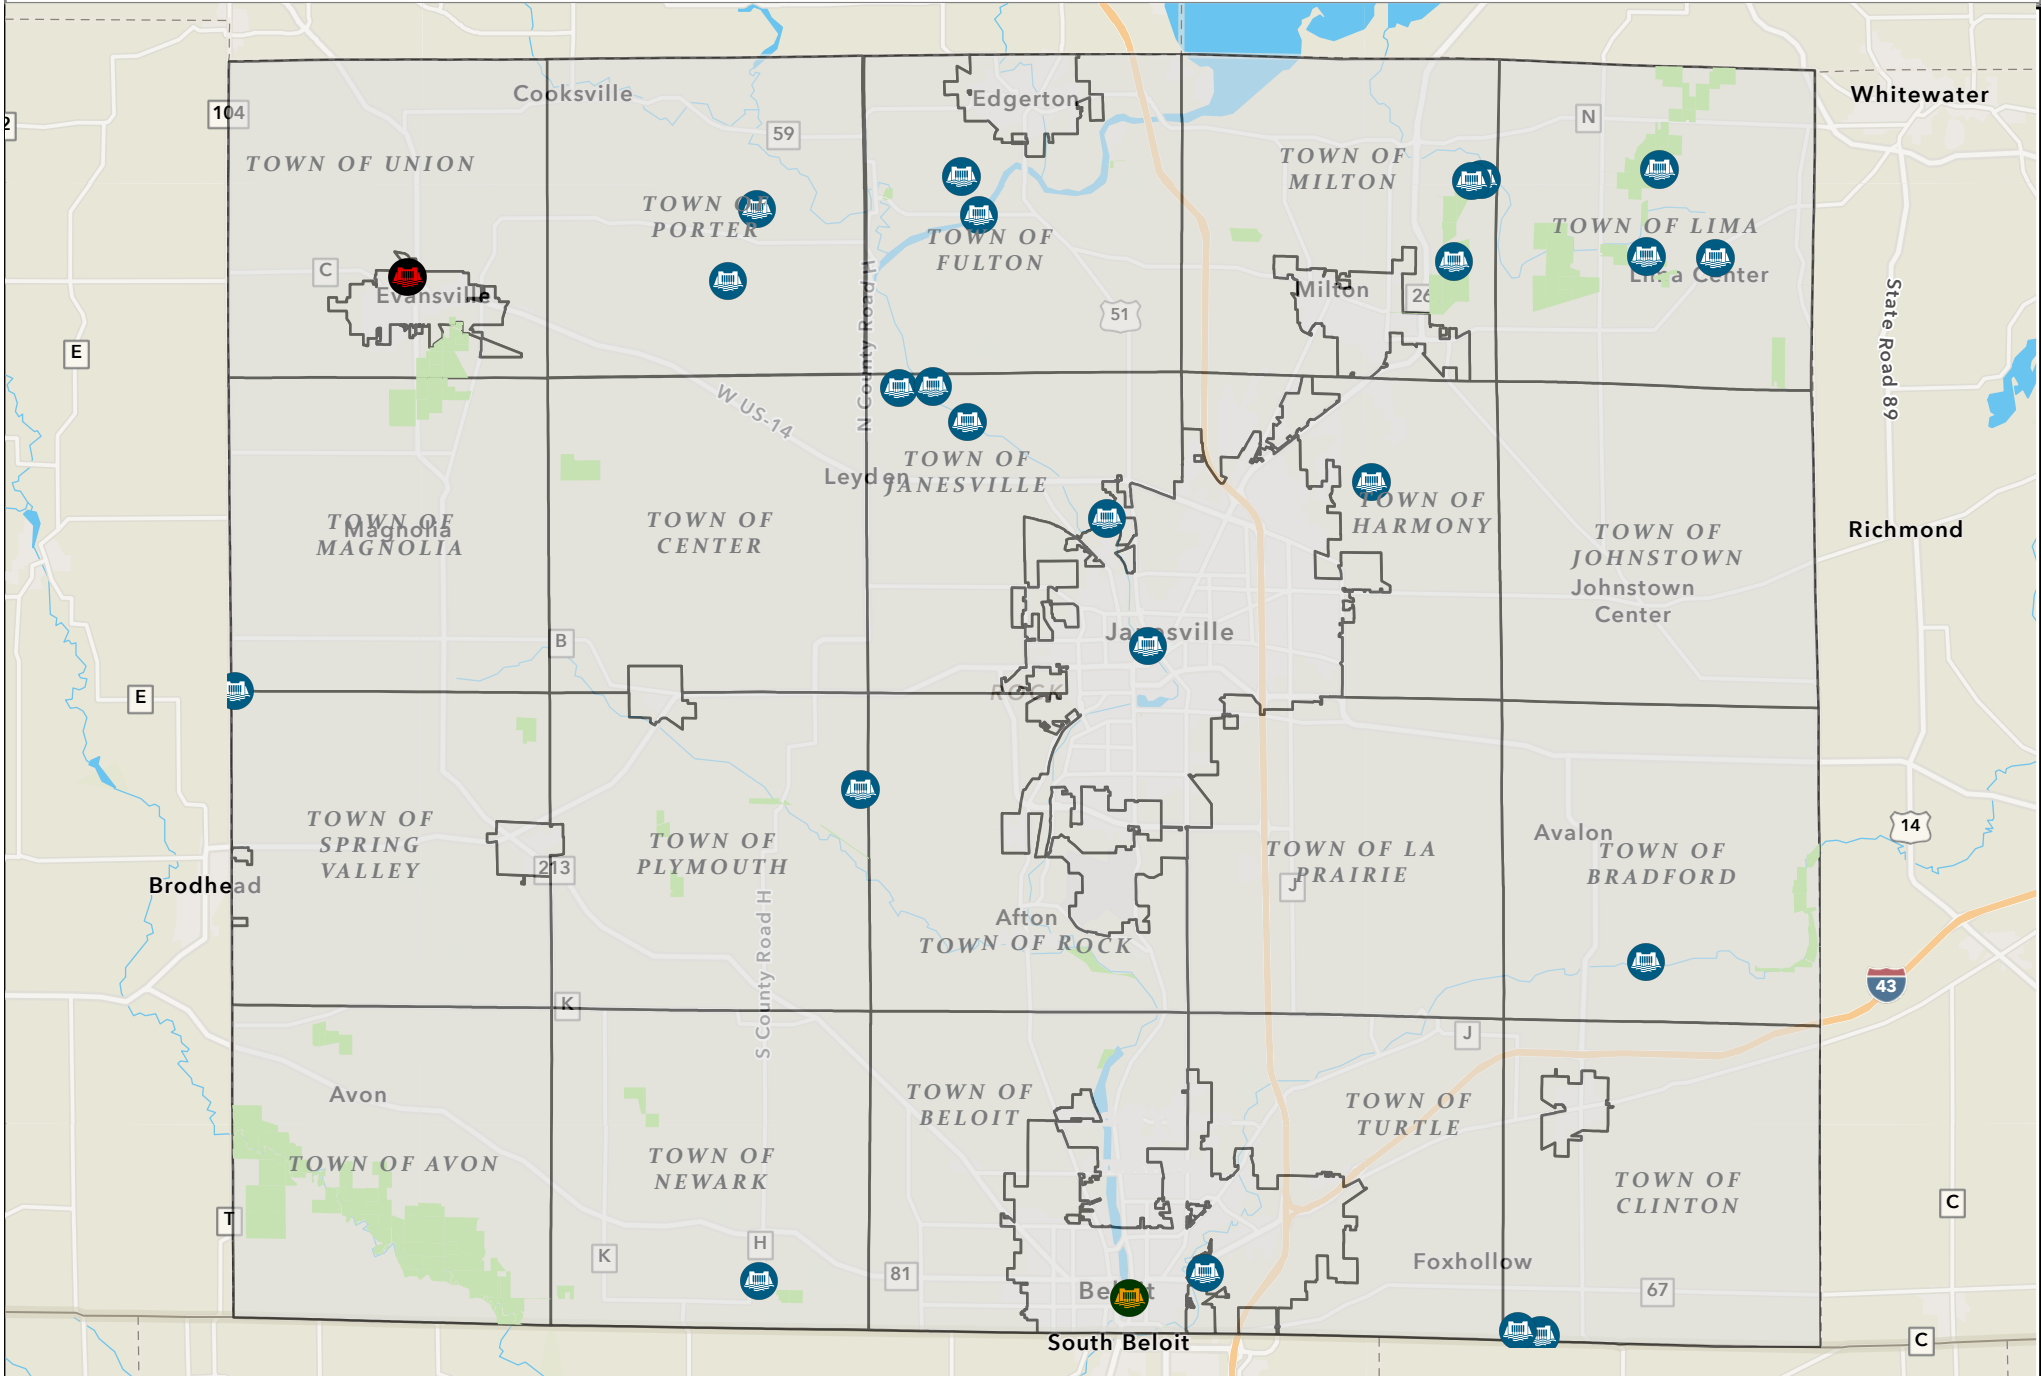 Whitewater
Cooksville
Edgerton
104
N
59
TOWN OF UNION
TOWN OF
MILTON
TOWN OF
PORTER
TOWN OF LIMA
TOWN OF
FULTON
C
Evansville
Milton
26
Lima Center
51
N County Road H
State Road 89
E
W US-14
TOWN OF
JANESVILLE
Leyden
TOWN OF
MAGNOLIA
Magnolia
TOWN OF
CENTER
TOWN OF
HARMONY
TOWN OF
JOHNSTOWN
Johnstown
Center
Richmond
Janesville
B
E
ROCK
TOWN OF
SPRING
VALLEY
TOWN OF
PLYMOUTH
213
TOWN OF LA
PRAIRIE
J
Avalon
TOWN OF
BRADFORD
14
Brodhead
Afton
TOWN OF ROCK
S County Road H
43
K
J
Avon
TOWN OF
BELOIT
TOWN OF
TURTLE
TOWN OF AVON
TOWN OF
NEWARK
TOWN OF
CLINTON
T
C
K
H
81
Foxhollow
67
Beloit
South Beloit
C